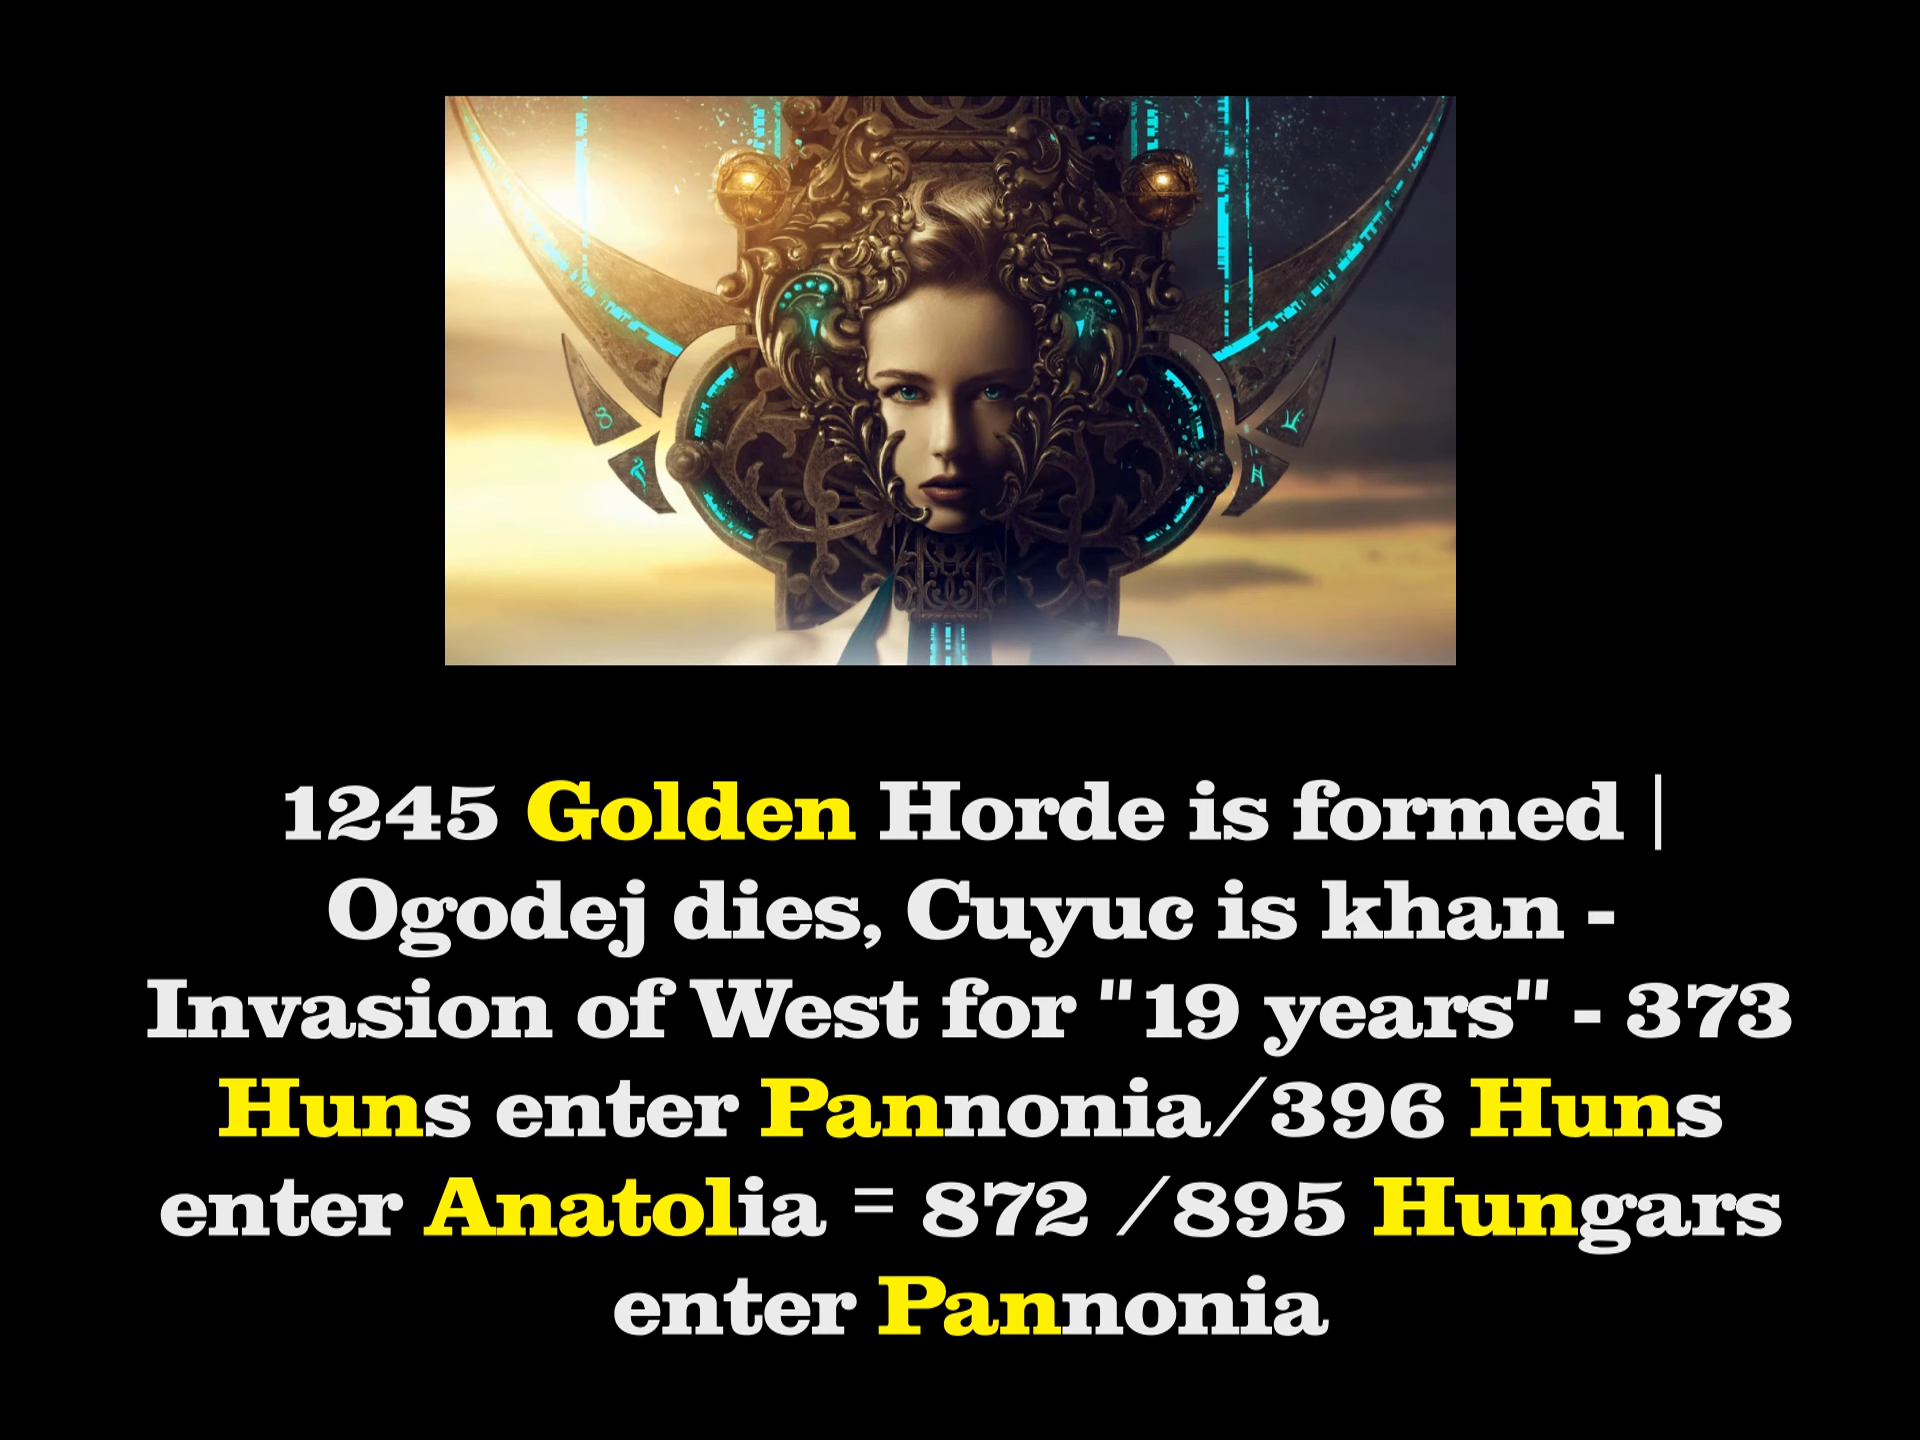 1245 Golden Horde is formed |
Ogodej dies, Cuyuc is khan -
Invasion of West for "19 years" - 373
Huns enter Pannonia/396 Huns
enter Anatolia = 872 /895 Hungars
enter Pannonia